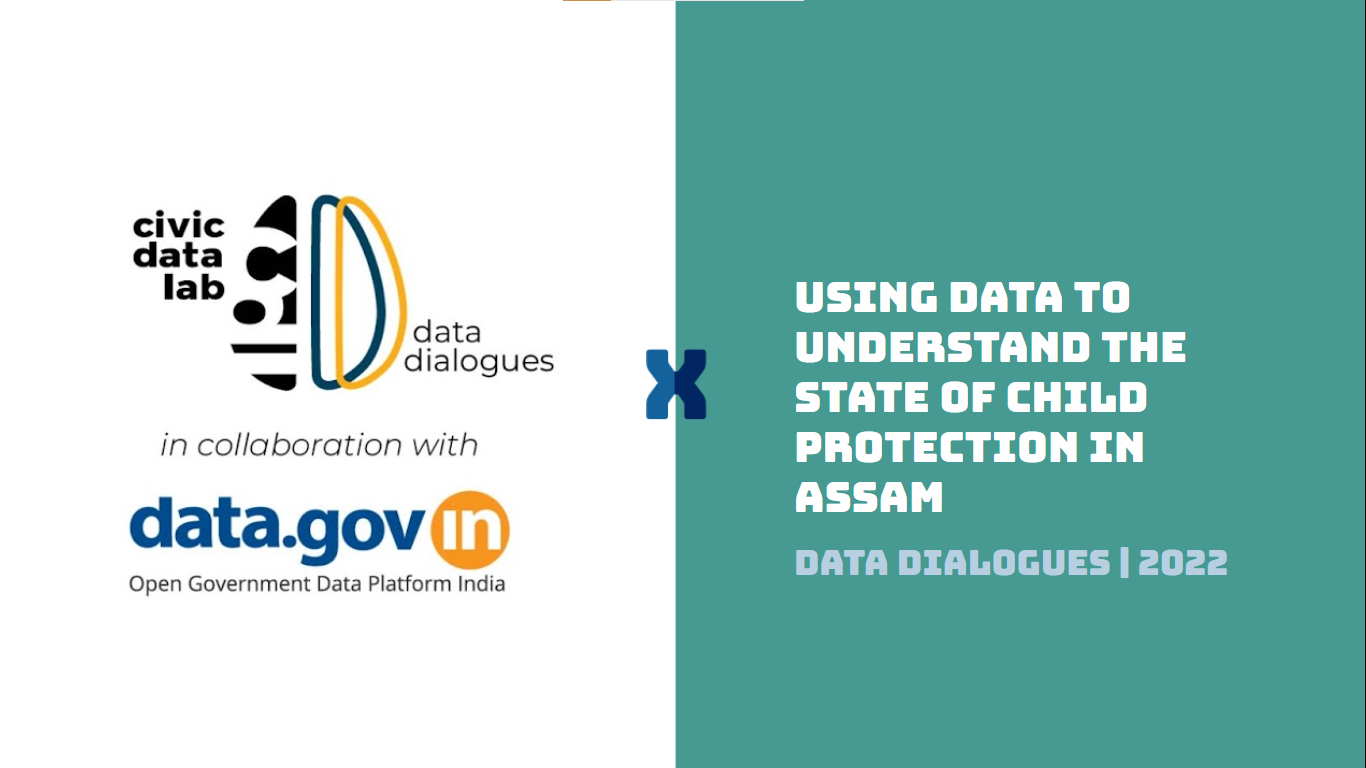 civic
data
lab
data
dialogues
in collaboration with
data.gov in
Open Government Data Platform India
X
USING DATA TO
UNDERSTAND THE
STATE OF CHILD
PROTECTION IN
ASSAM
DATA DIALOGUES | 2022